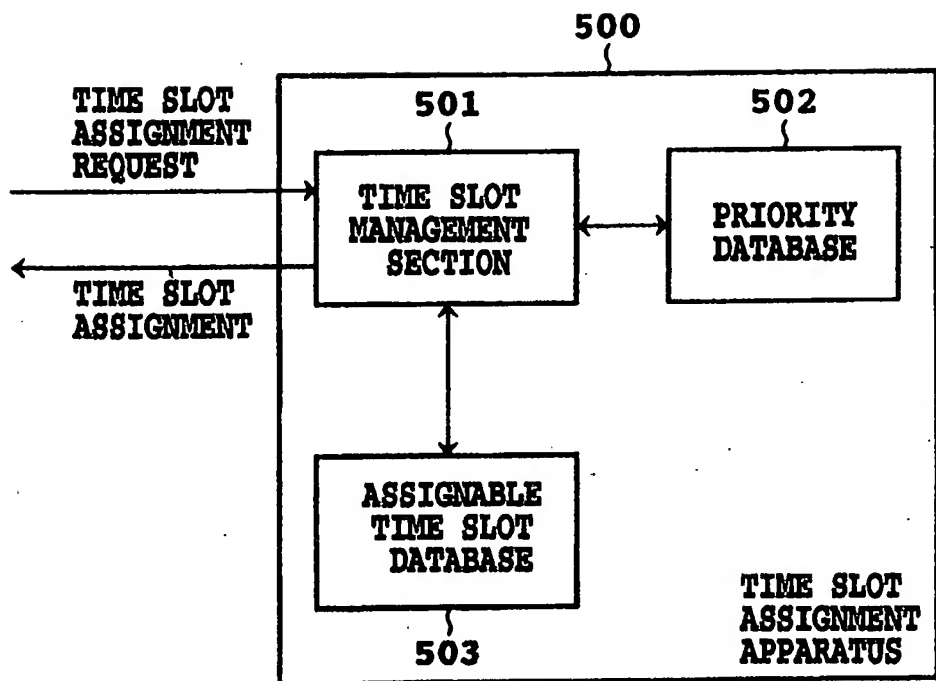 500
TIME SLOT
ASSIGNMENT
REQUEST
501
502
TIME SLOT
MANAGEMENT
SECTION
PRIORITY
DATABASE
TIME SLOT
ASSIGNMENT
ASSIGNABLE
TIME SLOT
DATABASE
503
TIME SLOT
ASSIGNMENT
APPARATUS